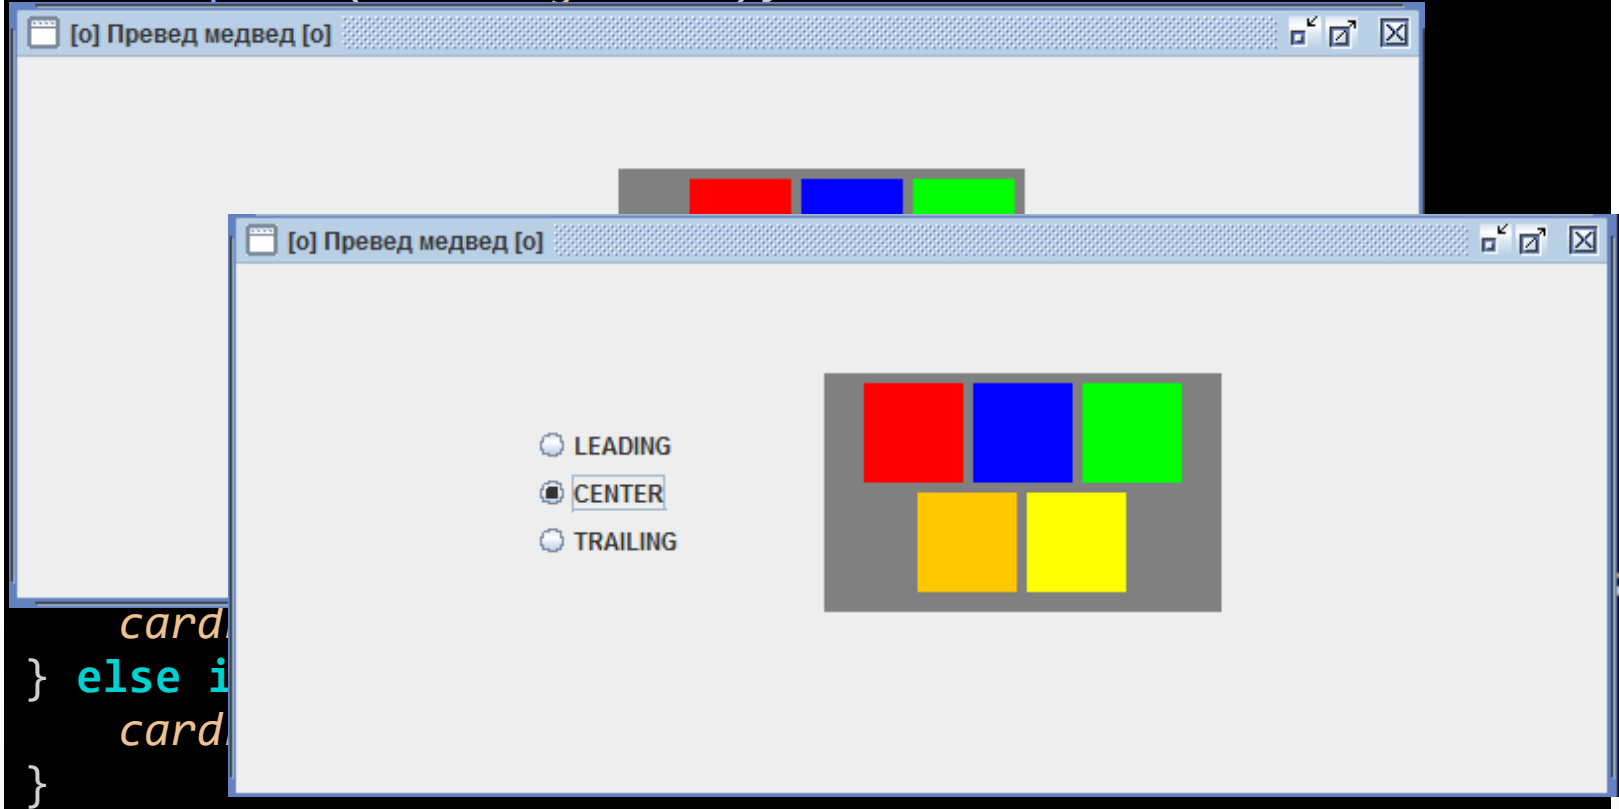 [o] Превед медвед [o]
[o] Превед медвед [o]
LEADING
CENTER
TRAILING
} else
}